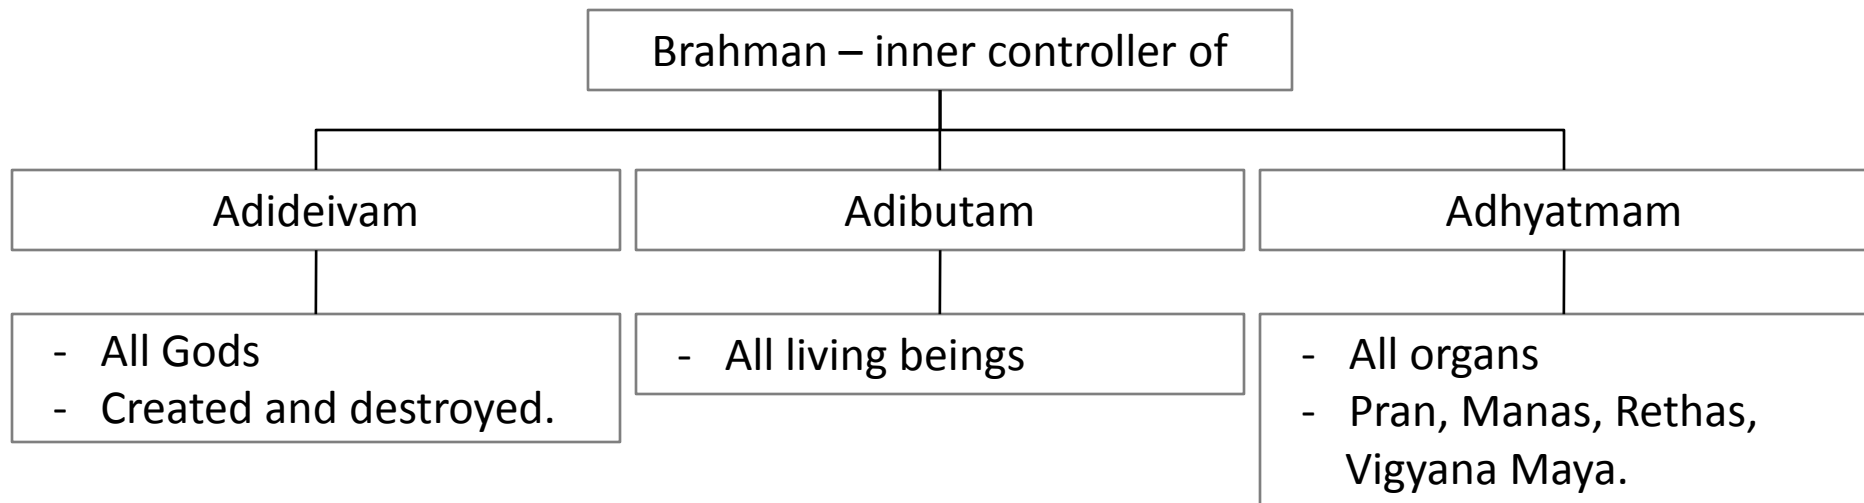 Brahman – inner controller of
Adideivam
Adibutam
Adhyatmam
- All Gods
- Created and destroyed.
- All living beings
- All organs
- Pran, Manas, Rethas,
Vigyana Maya.